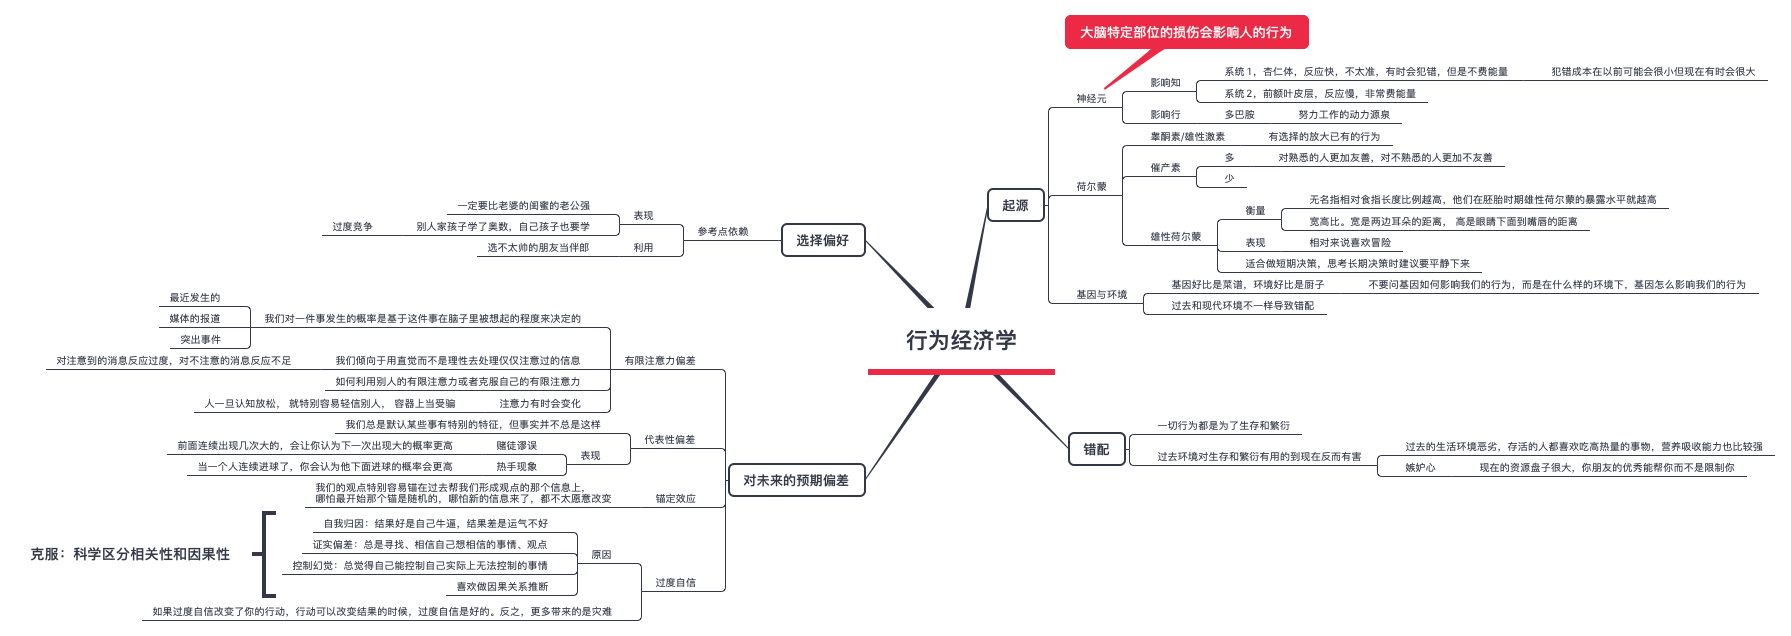 行为经济学
大脑特定部位的损伤会影响人的行为
起源
神经元
影响知
系统 1，杏仁体，反应快，不太准，有时会犯错，但是不费能量
犯错成本在以前可能会很小但现在有时会很大
系统 2，前额叶皮层，反应慢，非常费能量
影响行
多巴胺
努力工作的动力源泉
荷尔蒙
睾酮素/雄性激素
有选择的放大已有的行为
催产素
多
对熟悉的人更加友善，对不熟悉的人更加不友善
少
雄性荷尔蒙
衡量
无名指相对食指长度比例越高，他们在胚胎时期雄性荷尔蒙的暴露水平就越高
宽高比。宽是两边耳朵的距离， 高是眼睛下面到嘴唇的距离
表现
相对来说喜欢冒险
适合做短期决策，思考长期决策时建议要平静下来
基因与环境
基因好比是菜谱，环境好比是厨子
不要问基因如何影响我们的行为，而是在什么样的环境下，基因怎么影响我们的行为
过去和现代环境不一样导致错配
错配
一切行为都是为了生存和繁衍
过去环境对生存和繁衍有用的到现在反而有害
过去的生活环境恶劣，存活的人都喜欢吃高热量的事物，营养吸收能力也比较强
嫉妒心
现在的资源盘子很大，你朋友的优秀能帮你而不是限制你
选择偏好
参考点依赖
表现
一定要比老婆的闺蜜的老公强
别人家孩子学了奥数，自己孩子也要学
过度竞争
利用
选不太帅的朋友当伴郎
对未来的预期偏差
有限注意力偏差
我们对一件事发生的概率是基于这件事在脑子里被想起的程度来决定的
最近发生的
媒体的报道
突出事件
我们倾向于用直觉而不是理性去处理仅仅注意过的信息
对注意到的消息反应过度，对不注意的消息反应不足
如何利用别人的有限注意力或者克服自己的有限注意力
注意力有时会变化
人一旦认知放松， 就特别容易轻信别人， 容器上当受骗
代表性偏差
我们总是默认某些事有特别的特征，但事实并不总是这样
表现
赌徒谬误
前面连续出现几次大的，会让你认为下一次出现大的概率更高
热手现象
当一个人连续进球了，你会认为他下面进球的概率会更高
锚定效应
我们的观点特别容易锚在过去帮我们形成观点的那个信息上，
哪怕最开始那个锚是随机的，哪怕新的信息来了，都不太愿意改变
过度自信
原因
自我归因：结果好是自己牛逼，结果差是运气不好
证实偏差：总是寻找、相信自己想相信的事情、观点
控制幻觉：总觉得自己能控制自己实际上无法控制的事情
喜欢做因果关系推断
克服：科学区分相关性和因果性
如果过度自信改变了你的行动，行动可以改变结果的时候，过度自信是好的。反之，更多带来的是灾难